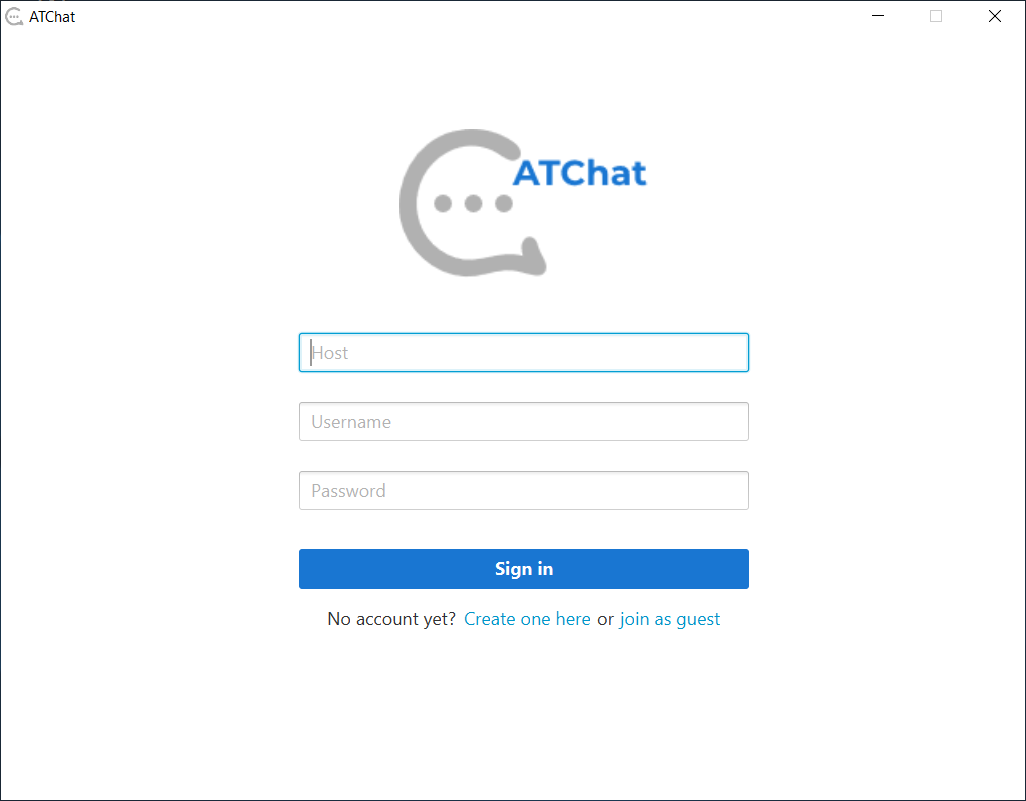 ATChat
ATChat
Host
Username
Password
Sign in
No account yet? Create one here or join as guest